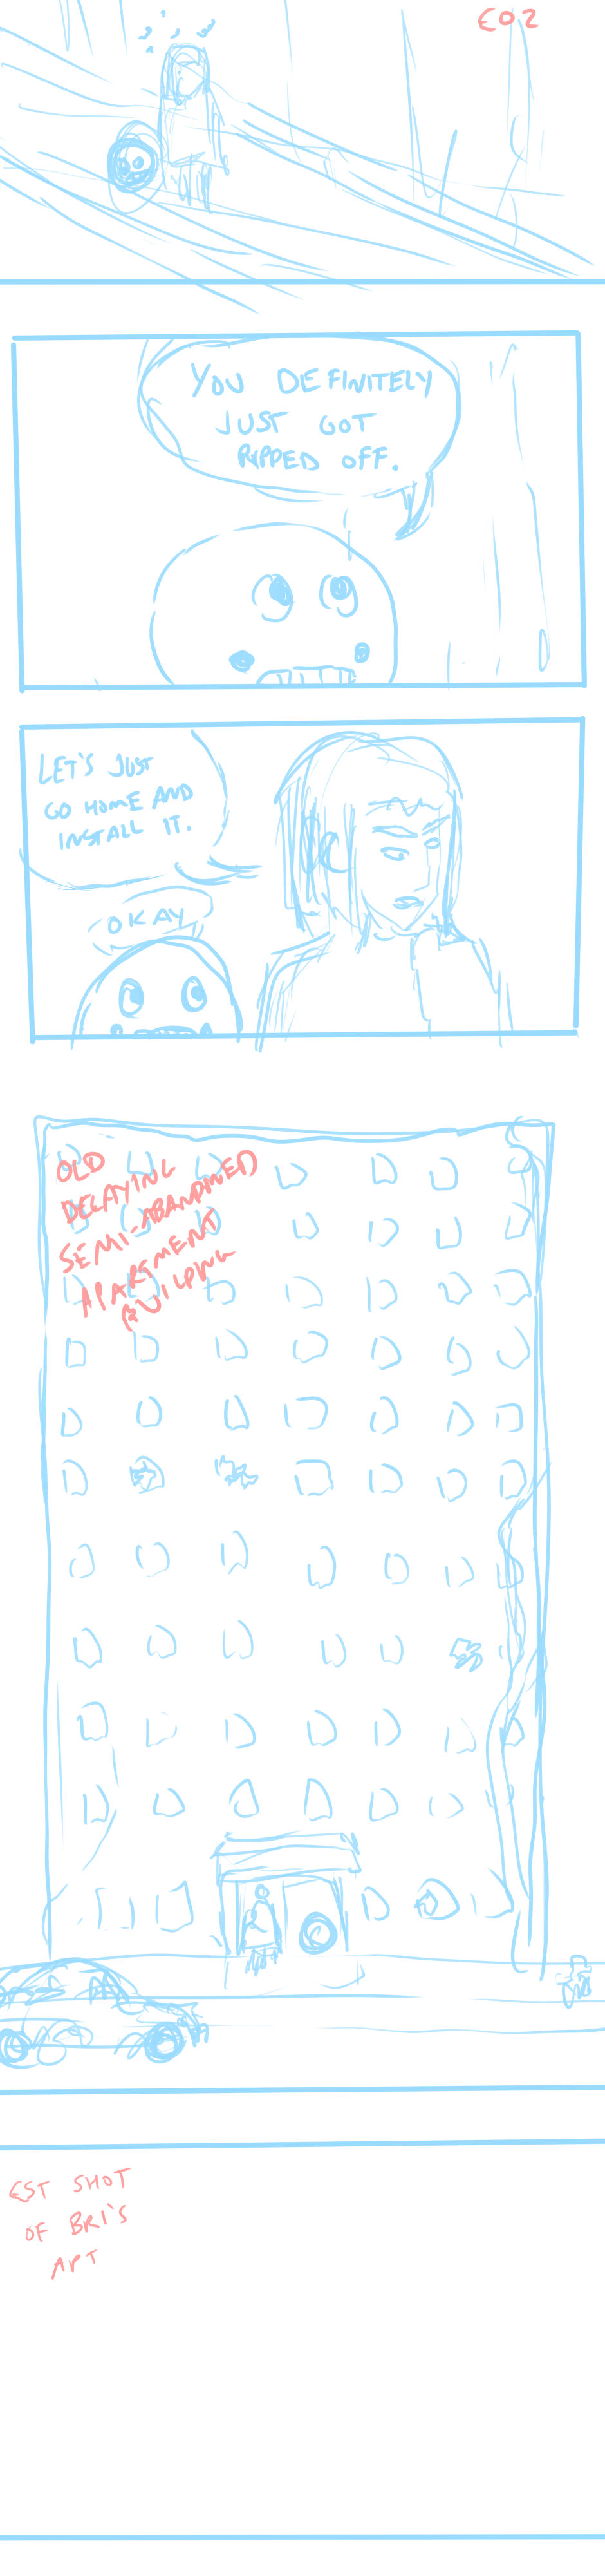 E02
YOU DEFINITELY
JUST GOT
RIPPED OFF.
LET'S JUST
GO HOME AND
INSTALL IT.
OKAY
OLD
DECAYING
SEMI-ABANDONED
APARTMENT
BUILDING
EST SHOT
OF BRI'S
APT